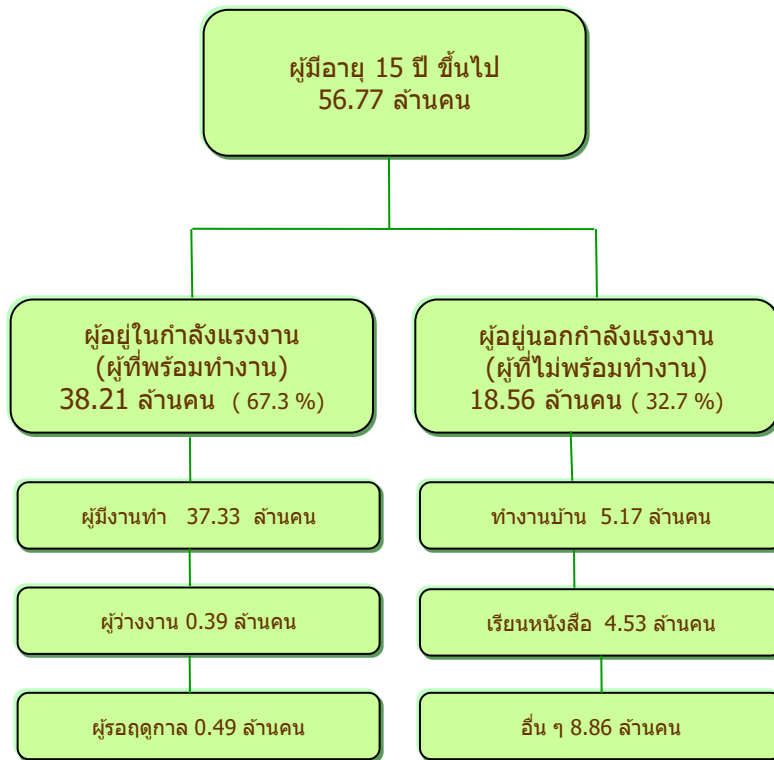 ผู้มีอายุ 15 ปี ขึ้นไป
56.77 ล้านคน
ผู้อยู่ในกำลังแรงงาน
(ผู้ที่พร้อมทำงาน)
38.21 ล้านคน ( 67.3 %)
ผู้อยู่นอกกำลังแรงงาน
(ผู้ที่ไม่พร้อมทำงาน)
18.56 ล้านคน ( 32.7 %)
ผู้มีงานทำ 37.33 ล้านคน
ทำงานบ้าน 5.17 ล้านคน
ผู้ว่างงาน 0.39 ล้านคน
เรียนหนังสือ 4.53 ล้านคน
ผู้รอฤดูกาล 0.49 ล้านคน
อื่น ๆ 8.86 ล้านคน